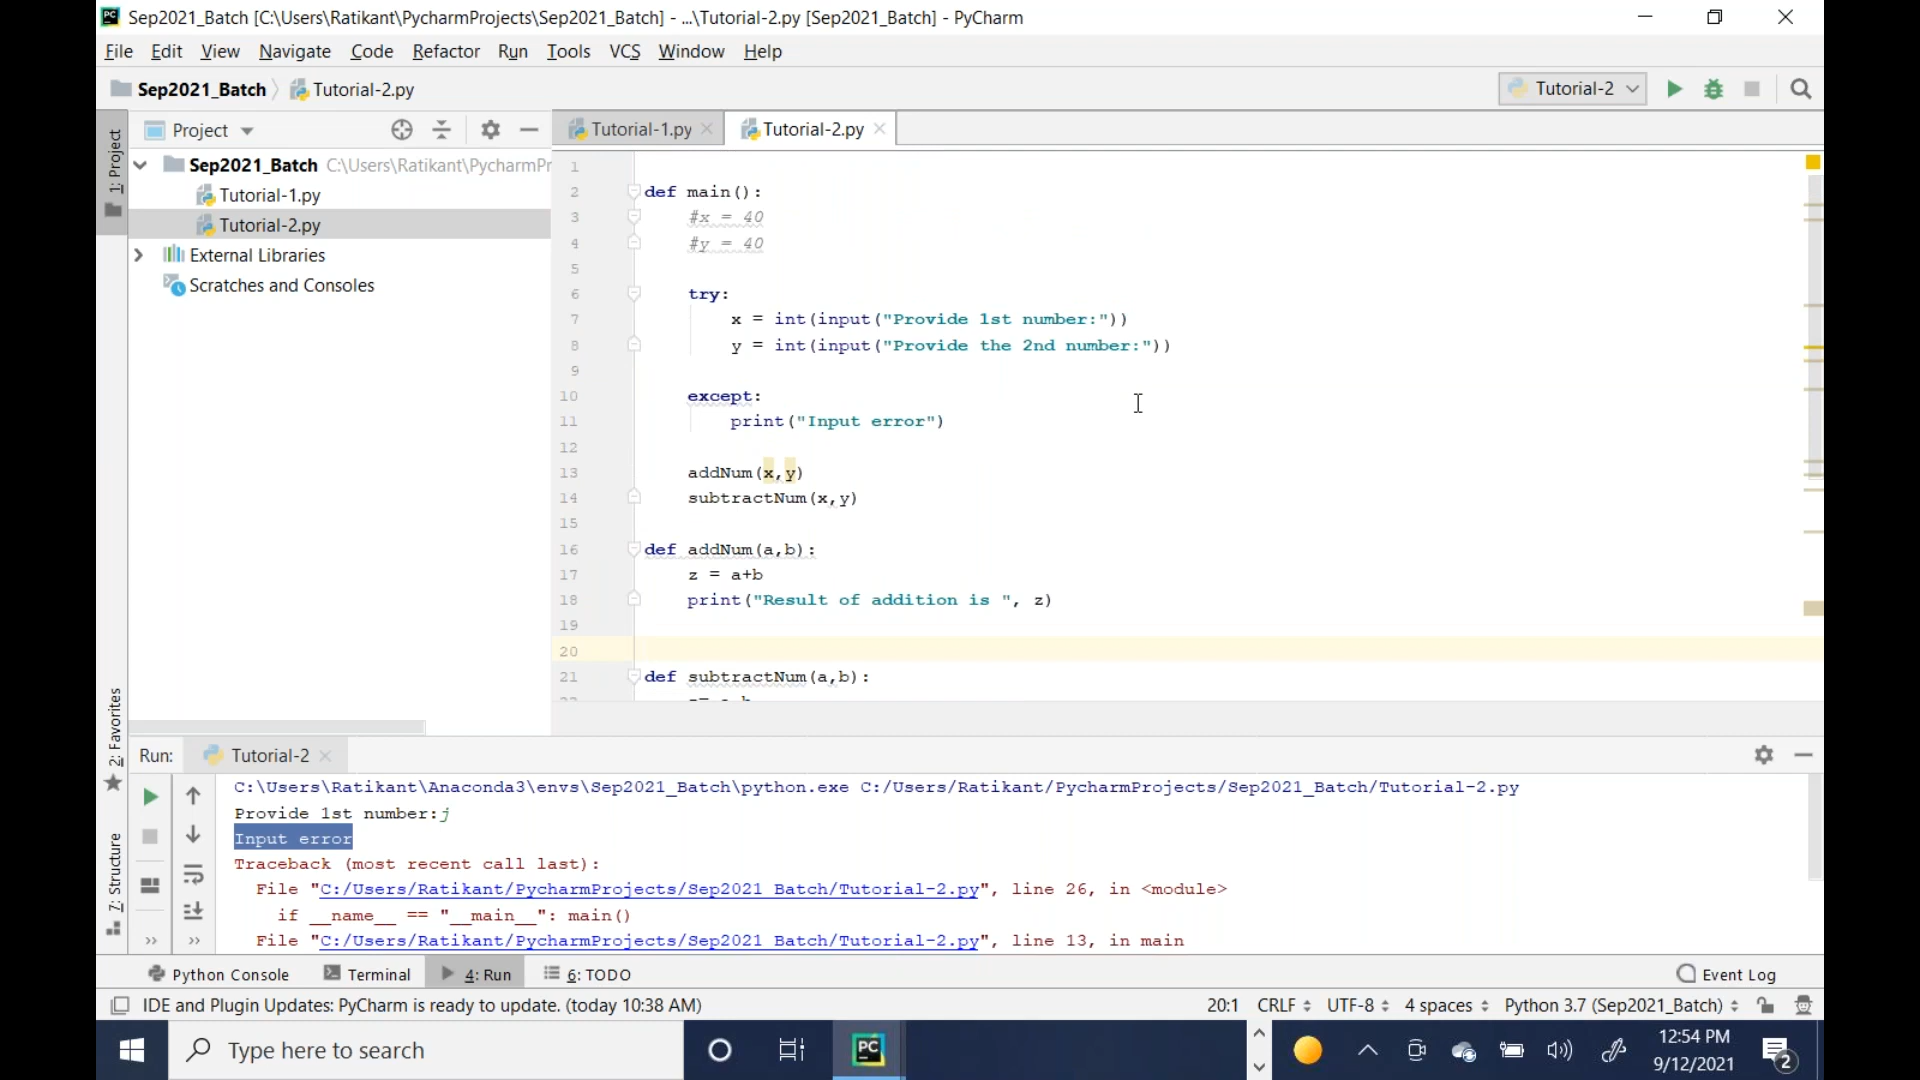 PC Sep2021_Batch [C:\Users\Ratikant\PycharmProjects\Sep2021_Batch] - ...\Tutorial-2.py [Sep2021_Batch] - PyCharm
File Edit View Navigate Code Refactor Run Tools VCS Window Help
Sep2021_Batch Tutorial-2.py Tutorial-2
1: Project
Project
Sep2021_Batch C:\Users\Ratikant\PycharmPr
Tutorial-1.py
Tutorial-2.py
External Libraries
Scratches and Consoles
Tutorial-1.py Tutorial-2.py
1
2 def main():
3 #x = 40
4 #y = 40
5
6 try:
7 x = int(input("Provide 1st number:"))
8 y = int(input("Provide the 2nd number:"))
9
10 except:
11 print("Input error")
12
13 addNum(x,y)
14 subtractNum(x,y)
15
16 def addNum(a,b):
17 z = a+b
18 print("Result of addition is ", z)
19
20
21 def subtractNum(a,b):
2: Favorites
7: Structure
Run: Tutorial-2
C:\Users\Ratikant\Anaconda3\envs\Sep2021_Batch\python.exe C:/Users/Ratikant/PycharmProjects/Sep2021_Batch/Tutorial-2.py
Provide 1st number:j
Input error
Traceback (most recent call last):
File "C:/Users/Ratikant/PycharmProjects/Sep2021_Batch/Tutorial-2.py", line 26, in <module>
if __name__ == "__main__": main()
File "C:/Users/Ratikant/PycharmProjects/Sep2021_Batch/Tutorial-2.py", line 13, in main
Python Console Terminal 4: Run 6: TODO Event Log
IDE and Plugin Updates: PyCharm is ready to update. (today 10:38 AM) 20:1 CRLF UTF-8 4 spaces Python 3.7 (Sep2021_Batch)
Type here to search PC 12:54 PM
9/12/2021 2